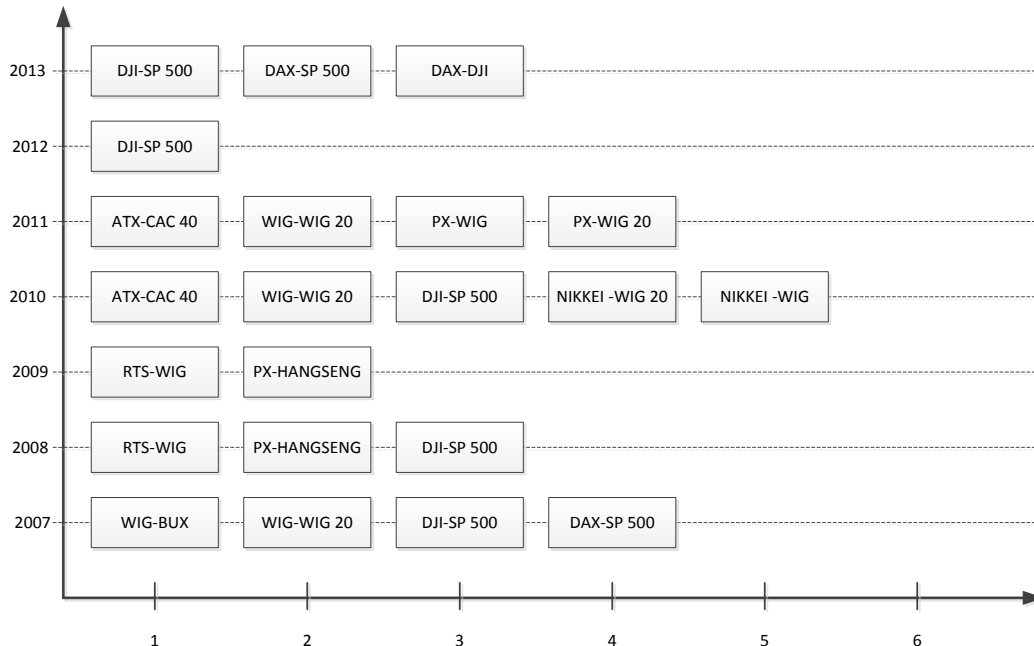 2013 DJI-SP 500 DAX-SP 500 DAX-DJI
2012 DJI-SP 500
2011 ATX-CAC 40 WIG-WIG 20 PX-WIG PX-WIG 20
2010 ATX-CAC 40 WIG-WIG 20 DJI-SP 500 NIKKEI -WIG 20 NIKKEI -WIG
2009 RTS-WIG PX-HANGSENG
2008 RTS-WIG PX-HANGSENG DJI-SP 500
2007 WIG-BUX WIG-WIG 20 DJI-SP 500 DAX-SP 500
1 2 3 4 5 6